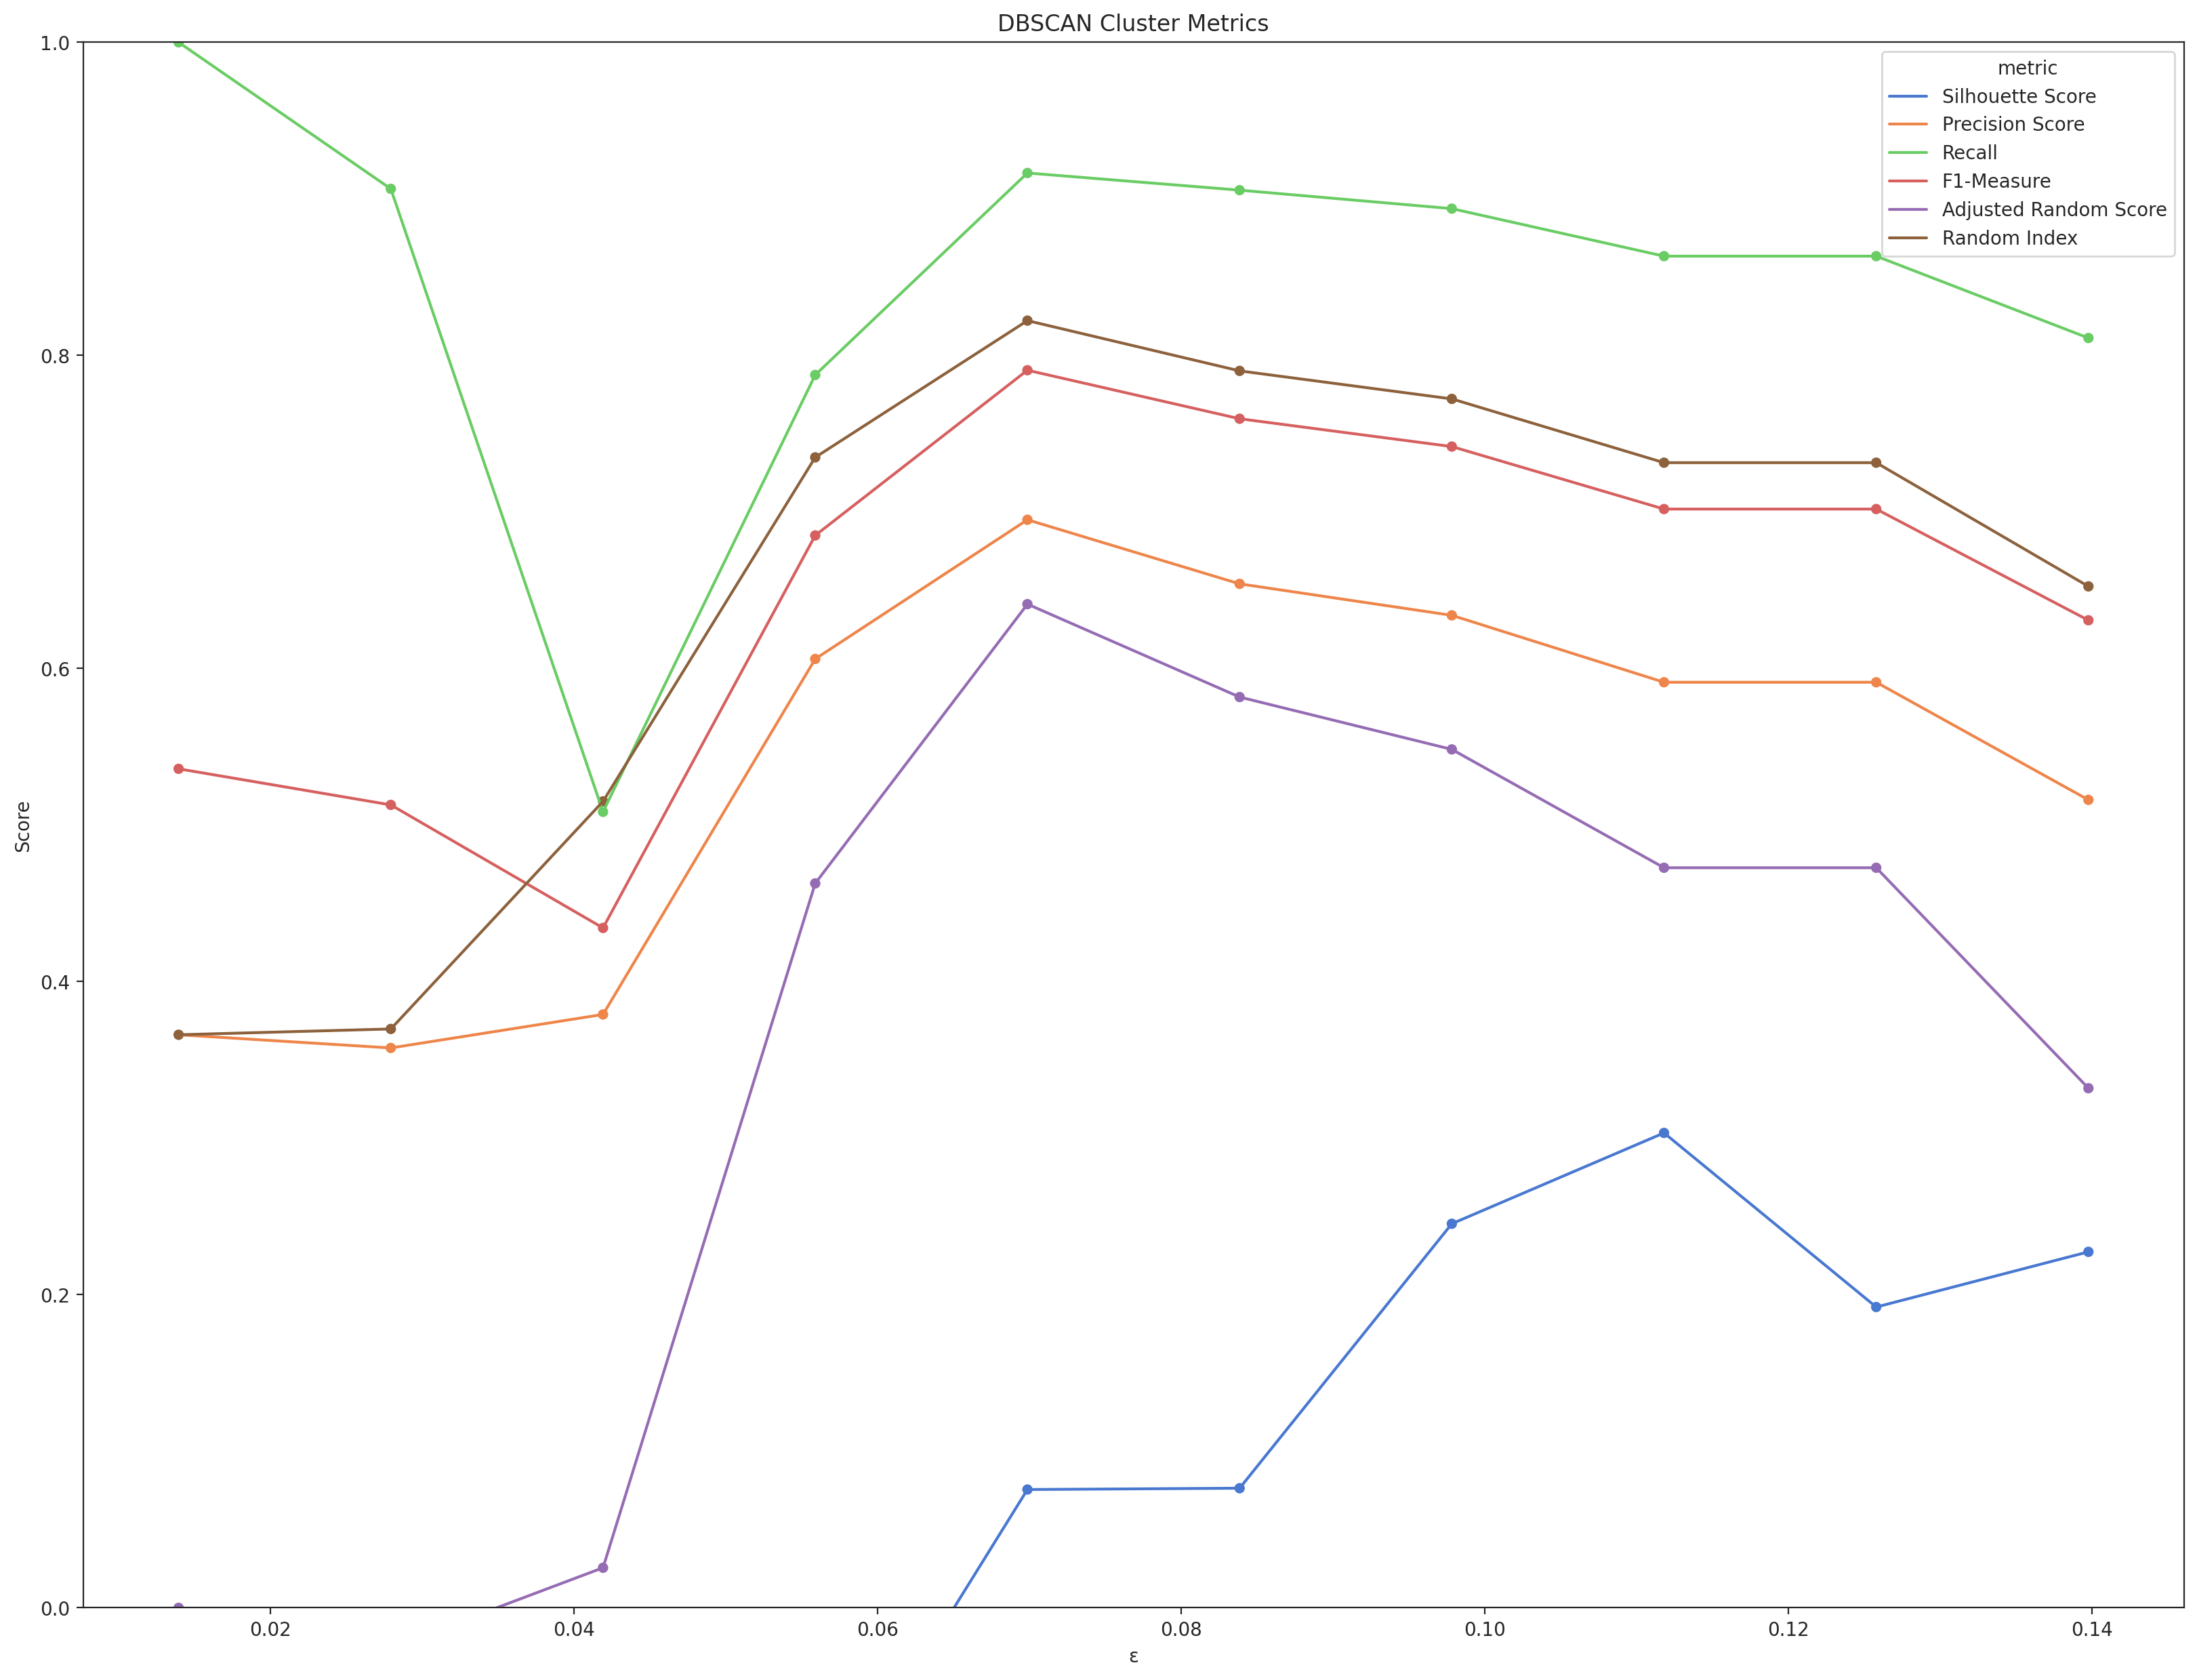 DBSCAN Cluster Metrics
metric
Silhouette Score
Precision Score
Recall
F1-Measure
Adjusted Random Score
Random Index
Score
1.0
0.8
0.6
0.4
0.2
0.0
0.02 0.04 0.06 0.08 0.10 0.12 0.14
ε